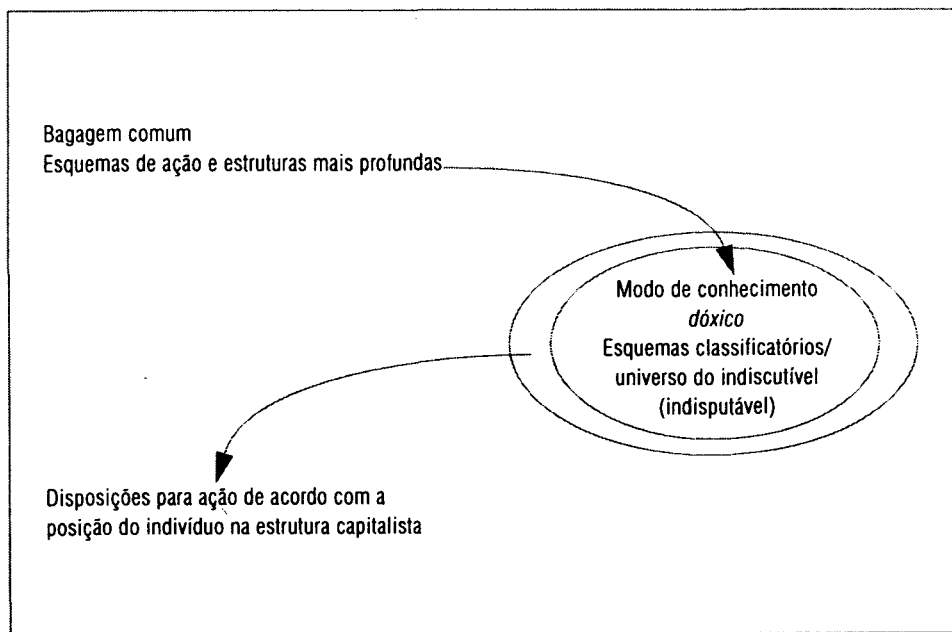 Bagagem comum
Esquemas de ação e estruturas mais profundas
Modo de conhecimento
dóxico
Esquemas classificatórios/
universo do indiscutível
(indisputável)
Disposições para ação de acordo com a
posição do indivíduo na estrutura capitalista